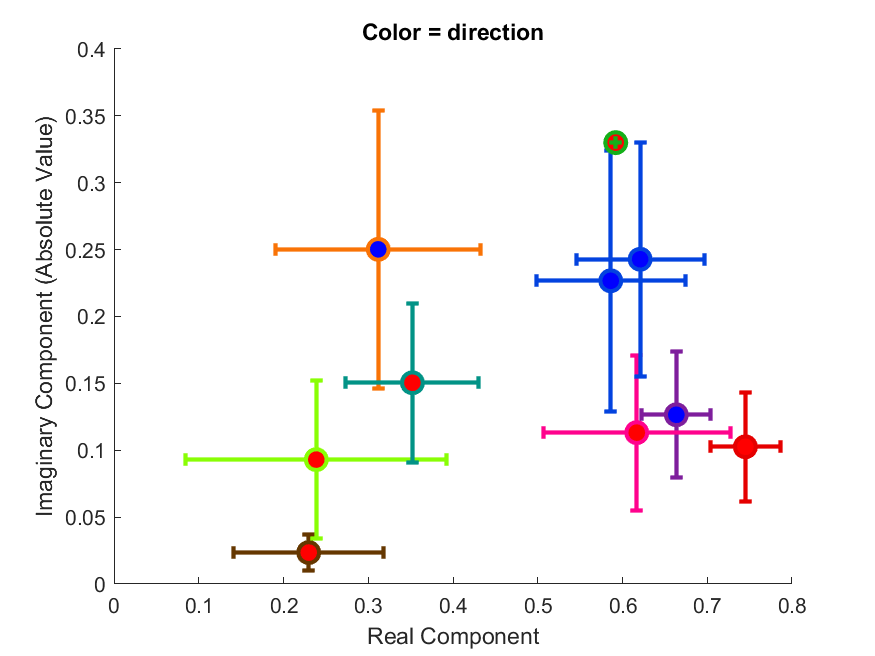 Color = direction
0.4
0.35
0.3
0.25
0.2
0.15
0.1
0.05
0
Imaginary Component (Absolute Value)
0 0.1 0.2 0.3 0.4 0.5 0.6 0.7 0.8
Real Component